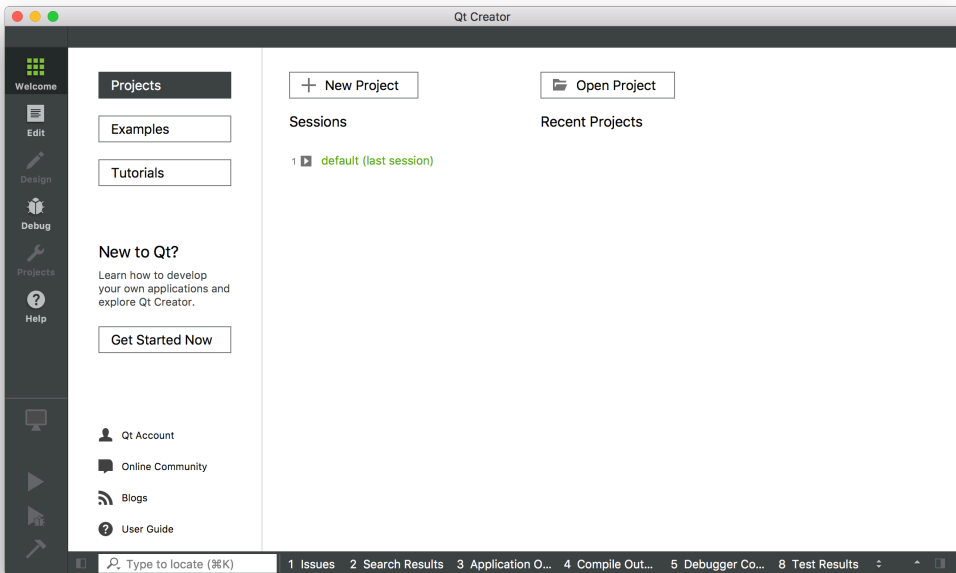 Qt Creator
Welcome
Edit
Design
Debug
Projects
Help
Projects
Examples
Tutorials
New to Qt?
Learn how to develop
your own applications and
explore Qt Creator.
Get Started Now
Qt Account
Online Community
Blogs
User Guide
New Project
Open Project
Sessions
Recent Projects
1 default (last session)
Type to locate (⌘K)
1 Issues 2 Search Results 3 Application O... 4 Compile Out... 5 Debugger Co... 8 Test Results